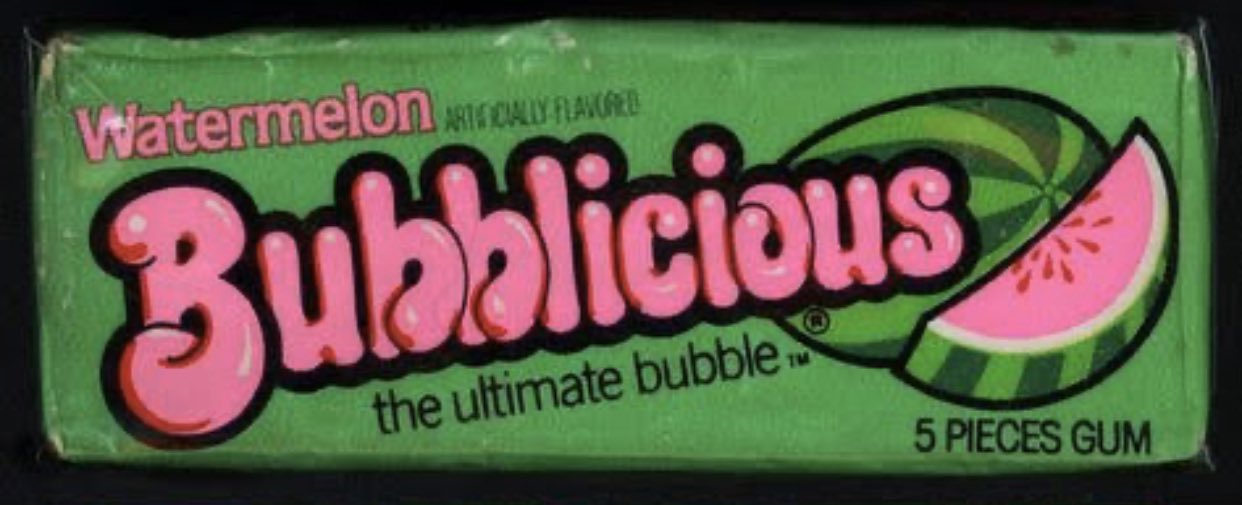 Watermelon ARTIFICIALLY FLAVORED
Bubblicious®
the ultimate bubble™
5 PIECES GUM